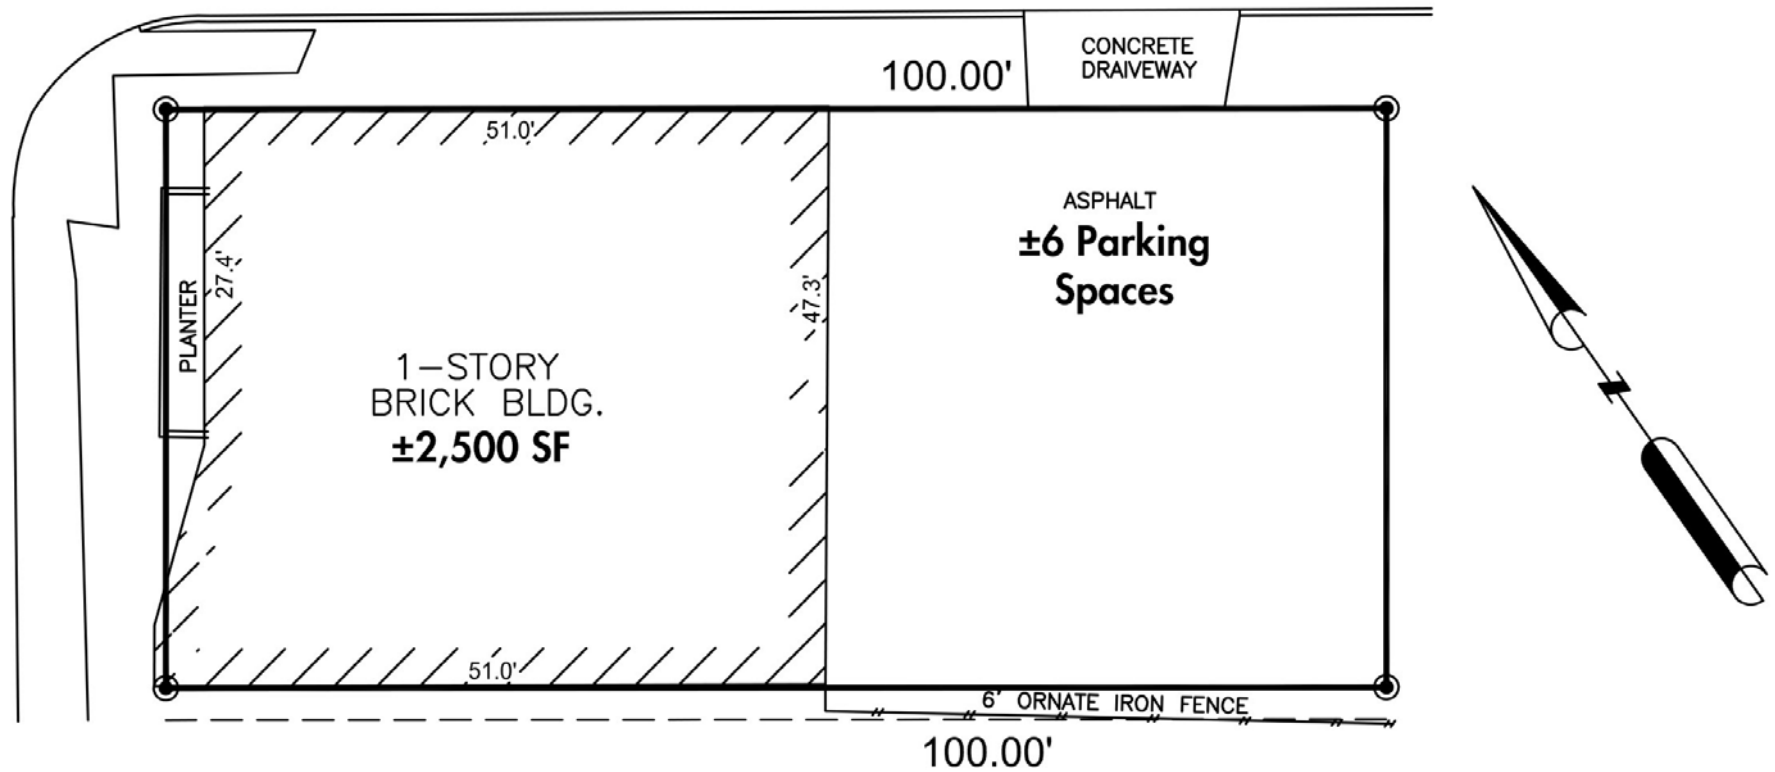 CONCRETE
DRAIVEWAY
100.00'
51.0'
ASPHALT
±6 Parking
Spaces
27.4'
47.3'
PLANTER
1-STORY
BRICK BLDG.
±2,500 SF
51.0'
6' ORNATE IRON FENCE
100.00'